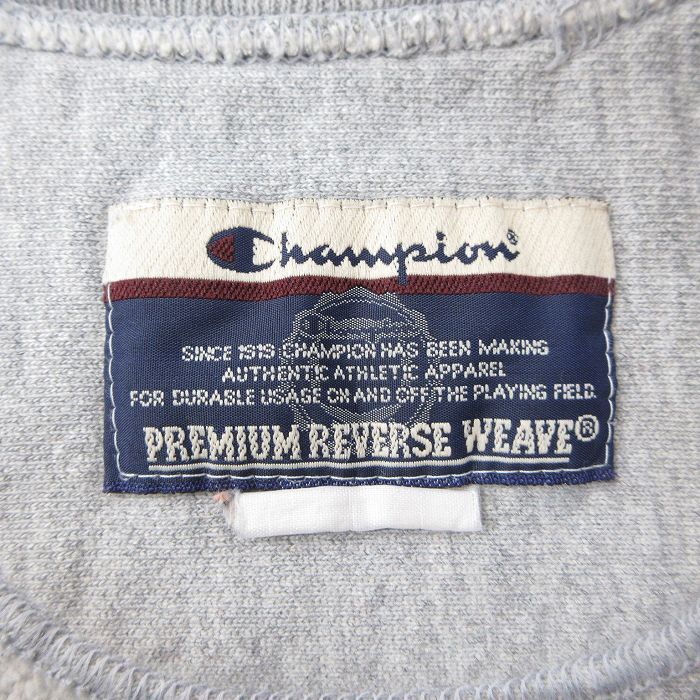 Champion®
Champion
SINCE 1919 CHAMPION HAS BEEN MAKING
AUTHENTIC ATHLETIC APPAREL
FOR DURABLE USAGE ON AND OFF THE PLAYING FIELD.
PREMIUM REVERSE WEAVE®